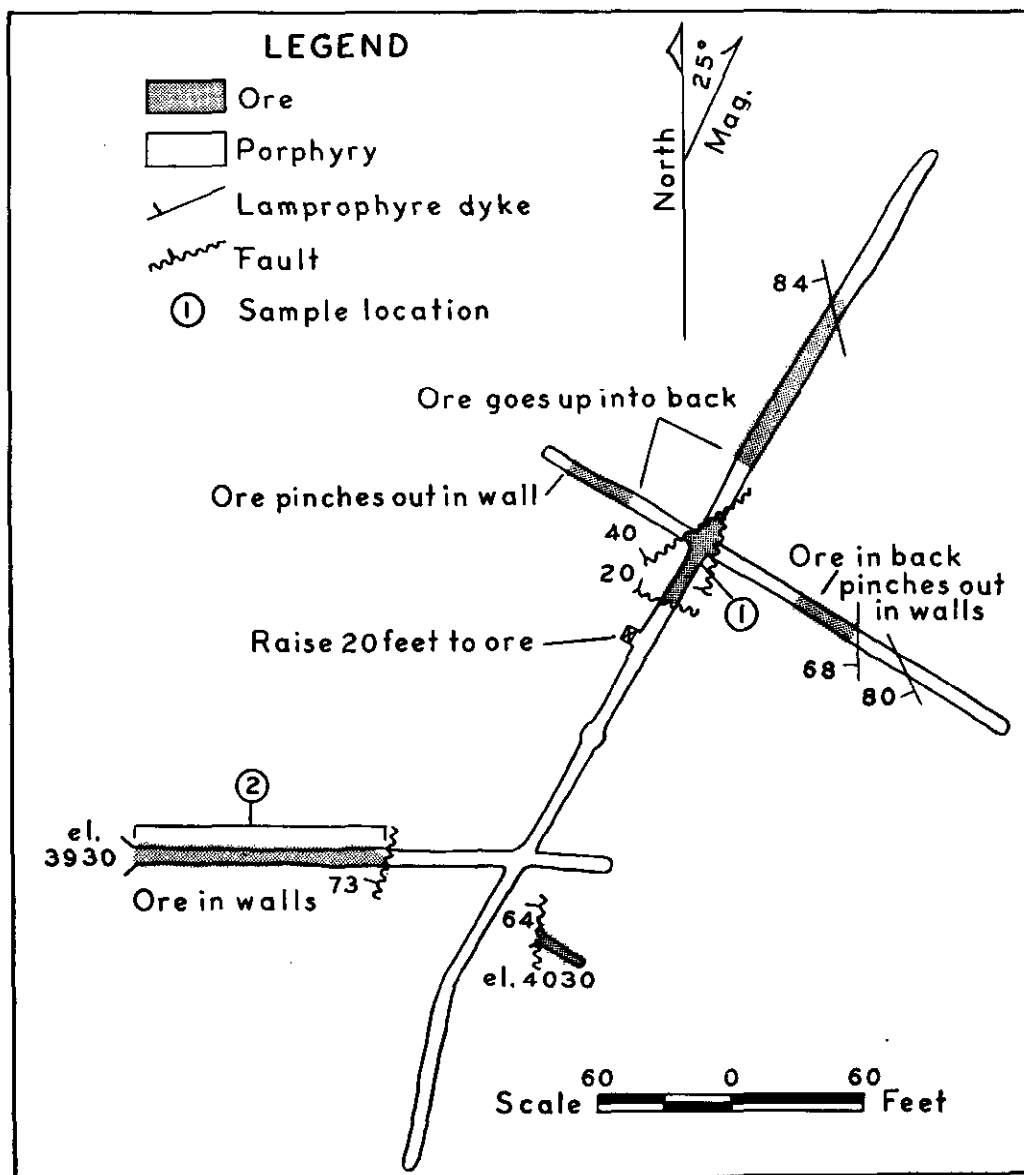 LEGEND
Ore
Porphyry
Lamprophyre dyke
Fault
1 Sample location
North
25°
Mag.
84
Ore goes up into back
Ore pinches out in wall
40
20
Ore in back
pinches out
in walls
1
Raise 20 feet to ore
68
80
2
el.
3930
73
Ore in walls
64
el. 4030
60 0 60
Scale Feet